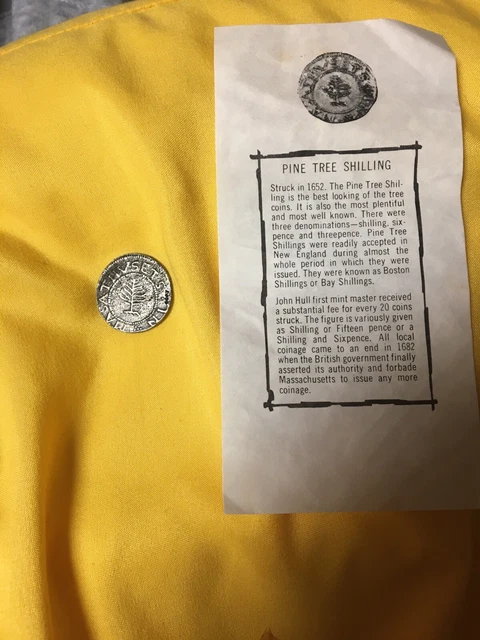 MASATHVSETS IN
PINE TREE SHILLING
Struck in 1652. The Pine Tree Shil-
ling is the best looking of the tree
coins. It is also the most plentiful
and most well known. There were
three denominations—shilling, six-
pence and threepence. Pine Tree
Shillings were readily accepted in
New England during almost the
whole period in which they were
issued. They were known as Boston
Shillings or Bay Shillings.
John Hull first mint master received
a substantial fee for every 20 coins
struck. The figure is variously given
as Shilling or Fifteen pence or a
Shilling and Sixpence. All local
coinage came to an end in 1682
when the British government finally
asserted its authority and forbade
Massachusetts to issue any more
coinage.